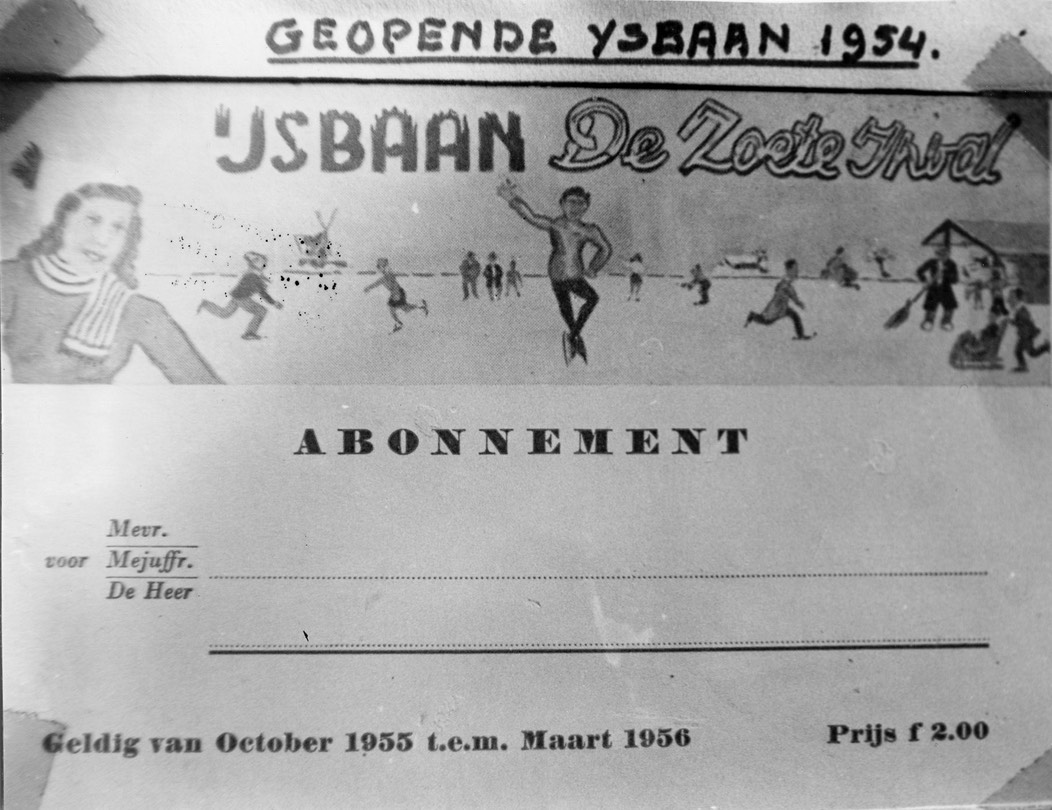 GEOPENDE YSBAAN 1954.
IJSBAAN De Zoete Inval
ABONNEMENT
Mevr.
voor Mejuffr.
De Heer
Geldig van October 1955 t.e.m. Maart 1956
Prijs f 2.00